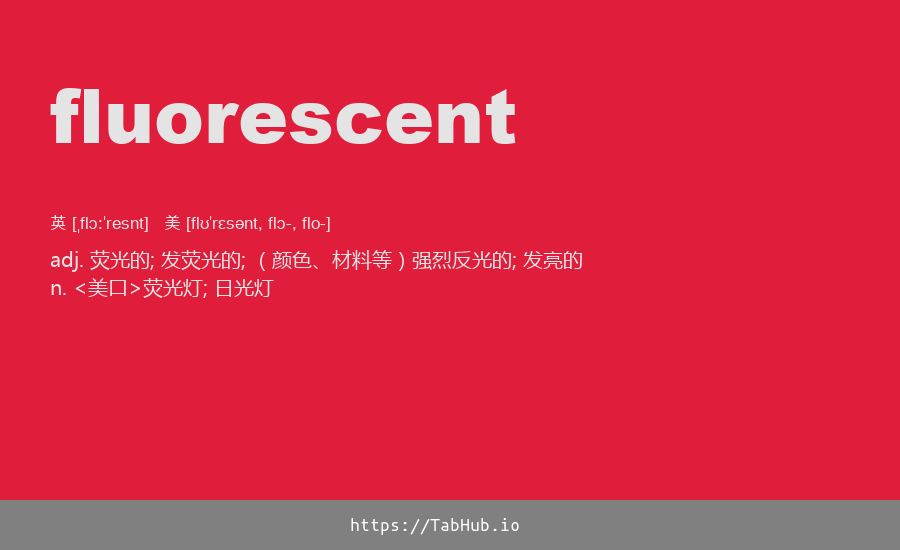 fluorescent
英 [ˌflɔːˈresnt] 美 [flʊˈrɛsənt, flɔ-, flo-]
adj. 荧光的; 发荧光的; （颜色、材料等）强烈反光的; 发亮的
n. <美口>荧光灯; 日光灯
https://TabHub.io